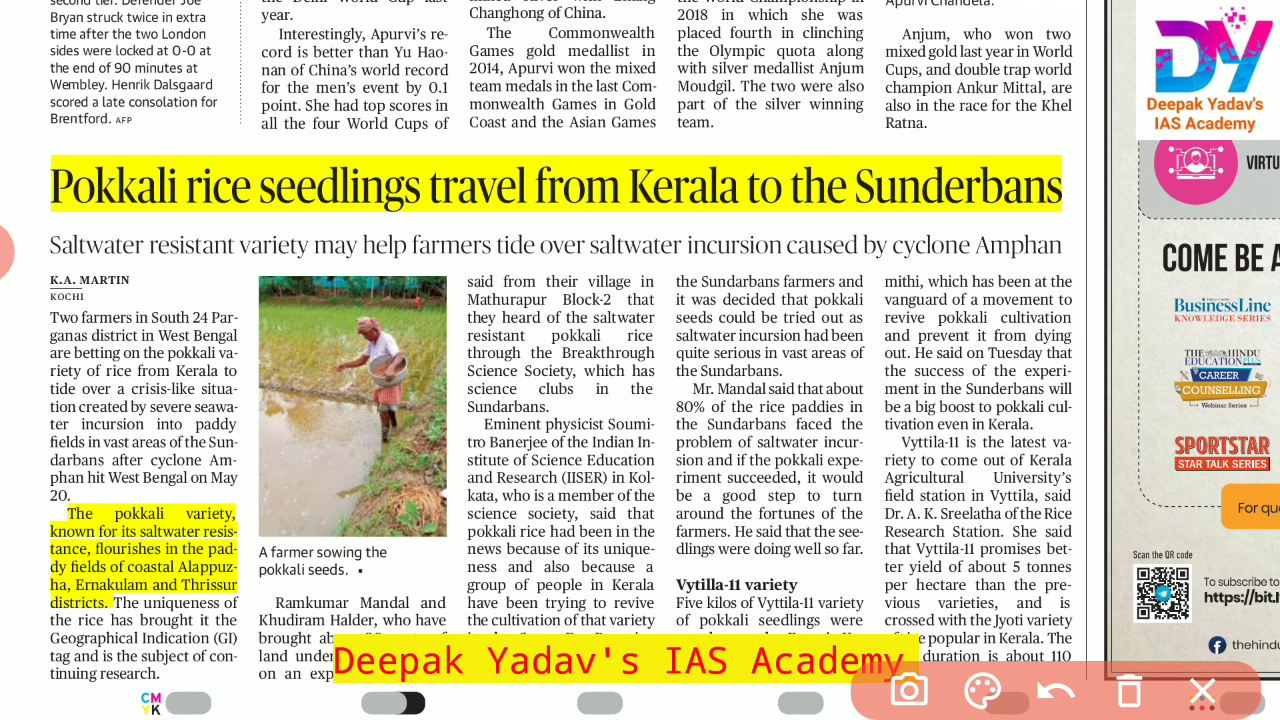 second tier. Defender Joe
Bryan struck twice in extra
time after the two London
sides were locked at 0-0 at
the end of 90 minutes at
Wembley. Henrik Dalsgaard
scored a late consolation for
Brentford. AFP
year.
Interestingly, Apurvi's re-
cord is better than Yu Hao-
nan of China's world record
for the men's event by 0.1
point. She had top scores in
all the four World Cups of
Changhong of China.
The Commonwealth
Games gold medallist in
2014, Apurvi won the mixed
team medals in the last Com-
monwealth Games in Gold
Coast and the Asian Games
2018 in which she was
placed fourth in clinching
the Olympic quota along
with silver medallist Anjum
Moudgil. The two were also
part of the silver winning
team.
Apurvi Chandela.
Anjum, who won two
mixed gold last year in World
Cups, and double trap world
champion Ankur Mittal, are
also in the race for the Khel
Ratna.
Pokkali rice seedlings travel from Kerala to the Sunderbans
Saltwater resistant variety may help farmers tide over saltwater incursion caused by cyclone Amphan
K.A. MARTIN
KOCHI
Two farmers in South 24 Par-
ganas district in West Bengal
are betting on the pokkali va-
riety of rice from Kerala to
tide over a crisis-like situa-
tion created by severe seawa-
ter incursion into paddy
fields in vast areas of the Sun-
darbans after cyclone Am-
phan hit West Bengal on May
20.
The pokkali variety,
known for its saltwater resis-
tance, flourishes in the pad-
dy fields of coastal Alappuz-
ha, Ernakulam and Thrissur
districts. The uniqueness of
the rice has brought it the
Geographical Indication (GI)
tag and is the subject of con-
tinuing research.
A farmer sowing the
pokkali seeds.
Ramkumar Mandal and
Khudiram Halder, who have
brought
land under
on an
said from their village in
Mathurapur Block-2 that
they heard of the saltwater
resistant pokkali rice
through the Breakthrough
Science Society, which has
science clubs in the
Sundarbans.
Eminent physicist Soumi-
tro Banerjee of the Indian In-
stitute of Science Education
and Research (IISER) in Kol-
kata, who is a member of the
science society, said that
pokkali rice had been in the
news because of its unique-
ness and also because a
group of people in Kerala
have been trying to revive
the cultivation of that variety
the Sundarbans farmers and
it was decided that pokkali
seeds could be tried out as
saltwater incursion had been
quite serious in vast areas of
the Sundarbans.
Mr. Mandal said that about
80% of the rice paddies in
the Sundarbans faced the
problem of saltwater incur-
sion and if the pokkali expe-
riment succeeded, it would
be a good step to turn
around the fortunes of the
farmers. He said that the see-
dlings were doing well so far.
Vytilla-11 variety
Five kilos of Vyttila-11 variety
of pokkali seedlings were
mithi, which has been at the
vanguard of a movement to
revive pokkali cultivation
and prevent it from dying
out. He said on Tuesday that
the success of the experi-
ment in the Sunderbans will
be a big boost to pokkali cul-
tivation even in Kerala.
Vyttila-11 is the latest va-
riety to come out of Kerala
Agricultural University's
field station in Vyttila, said
Dr. A. K. Sreelatha of the Rice
Research Station. She said
that Vyttila-11 promises bet-
ter yield of about 5 tonnes
per hectare than the pre-
vious varieties, and is
crossed with the Jyoti variety
popular in Kerala. The
duration is about 110
Deepak Yadav's IAS Academy
CM
YK
DY
Deepak Yadav's
IAS Academy
VIRTU
COME BE A
BusinessLine
KNOWLEDGE SERIES
THE HINDU
EDUCATION PLUS
CAREER
COUNSELLING
Webinar Series
SPORTSTAR
STAR TALK SERIES
For qu
Scan the QR code
To subscribe to
https://bit.l
thehindu